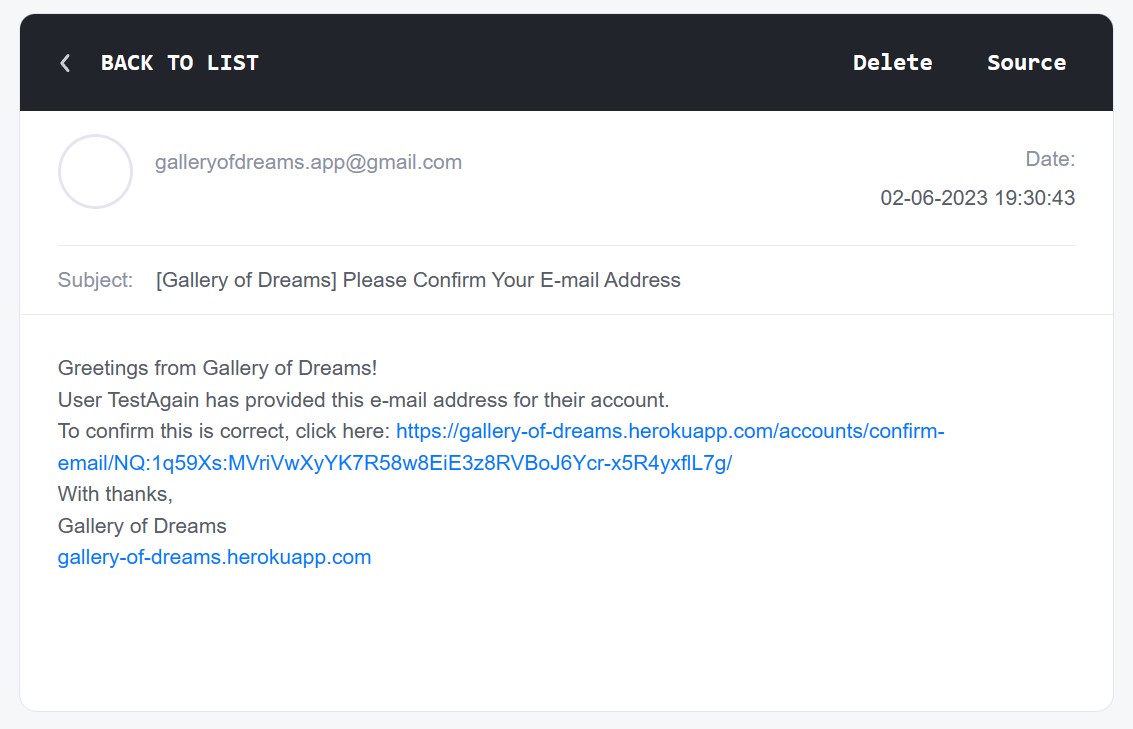 BACK TO LIST Delete Source
galleryofdreams.app@gmail.com Date:
02-06-2023 19:30:43
Subject: [Gallery of Dreams] Please Confirm Your E-mail Address
Greetings from Gallery of Dreams!
User TestAgain has provided this e-mail address for their account.
To confirm this is correct, click here: https://gallery-of-dreams.herokuapp.com/accounts/confirm-
email/NQ:1q59Xs:MVriVwXyYK7R58w8EiE3z8RVBoJ6Ycr-x5R4yxflL7g/
With thanks,
Gallery of Dreams
gallery-of-dreams.herokuapp.com